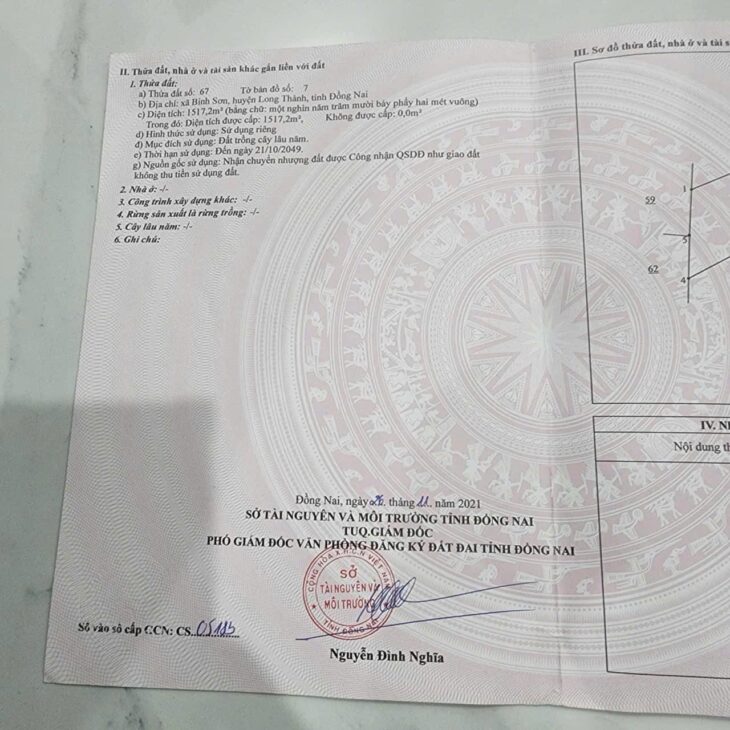 II. Thửa đất, nhà ở và tài sản khác gắn liền với đất
1. Thửa đất:
a) Thửa đất số: 67 Tờ bản đồ số: 7
b) Địa chỉ: xã Bình Sơn, huyện Long Thành, tỉnh Đồng Nai
c) Diện tích: 1517,2m² (bằng chữ: một nghìn năm trăm mười bảy phẩy hai mét vuông)
Trong đó: Diện tích được cấp: 1517,2m², Không được cấp: 0,0m²
d) Hình thức sử dụng: Sử dụng riêng
đ) Mục đích sử dụng: Đất trồng cây lâu năm.
e) Thời hạn sử dụng: Đến ngày 21/10/2049.
g) Nguồn gốc sử dụng: Nhận chuyển nhượng đất được Công nhận QSDĐ như giao đất
không thu tiền sử dụng đất.
2. Nhà ở: -/-
3. Công trình xây dựng khác: -/-
4. Rừng sản xuất là rừng trồng: -/-
5. Cây lâu năm: -/-
6. Ghi chú:
Đồng Nai, ngày tháng 11 năm 2021
SỞ TÀI NGUYÊN VÀ MÔI TRƯỜNG TỈNH ĐỒNG NAI
TUQ.GIÁM ĐỐC
PHÓ GIÁM ĐỐC VĂN PHÒNG ĐĂNG KÝ ĐẤT ĐAI TỈNH ĐỒNG NAI
CỘNG HÒA X.H.C.N VIỆT NAM
SỞ
TÀI NGUYÊN VÀ
MÔI TRƯỜNG
TỈNH ĐỒNG NAI
Số vào sổ cấp GCN: CS
Nguyễn Đình Nghĩa
III. Sơ đồ thửa đất, nhà ở và tài
1
59
5
62
4
IV.
Nội dung